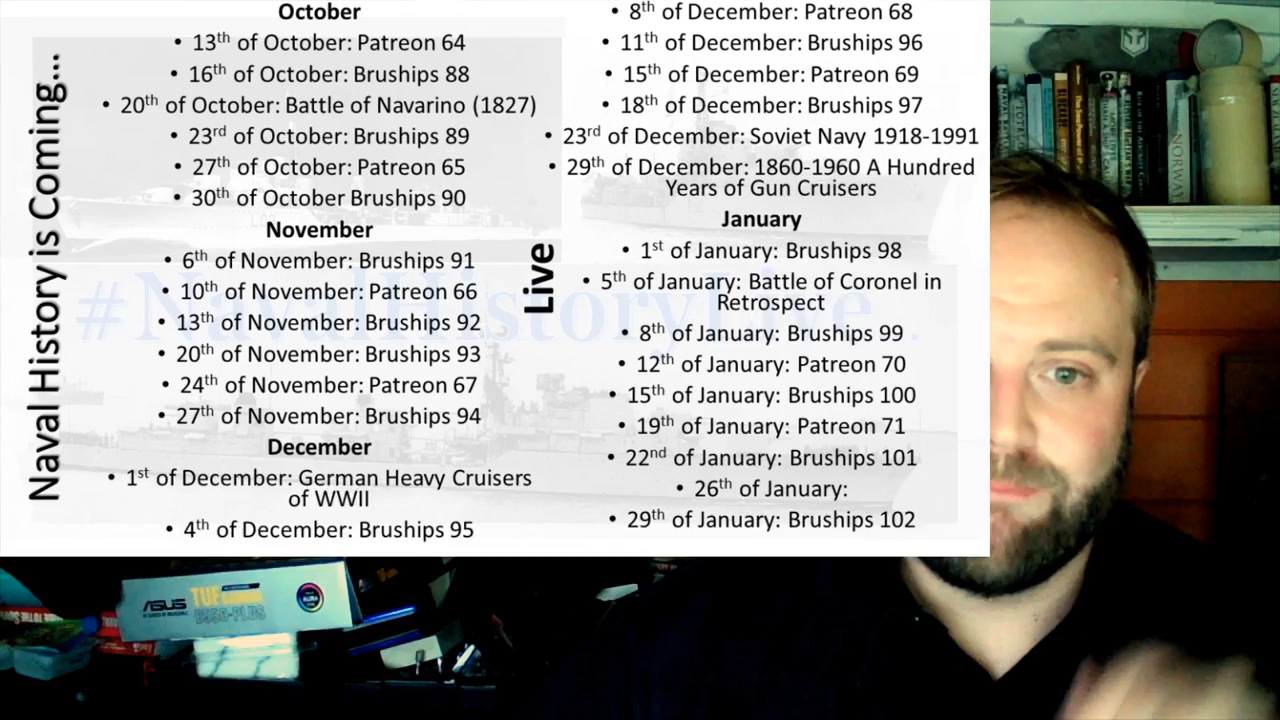 Naval History is Coming...
October
• 13th of October: Patreon 64
• 16th of October: Bruships 88
• 20th of October: Battle of Navarino (1827)
• 23rd of October: Bruships 89
• 27th of October: Patreon 65
• 30th of October Bruships 90
November
• 6th of November: Bruships 91
• 10th of November: Patreon 66
• 13th of November: Bruships 92
• 20th of November: Bruships 93
• 24th of November: Patreon 67
• 27th of November: Bruships 94
December
• 1st of December: German Heavy Cruisers
of WWII
• 4th of December: Bruships 95
Live
• 8th of December: Patreon 68
• 11th of December: Bruships 96
• 15th of December: Patreon 69
• 18th of December: Bruships 97
• 23rd of December: Soviet Navy 1918-1991
• 29th of December: 1860-1960 A Hundred
Years of Gun Cruisers
January
• 1st of January: Bruships 98
• 5th of January: Battle of Coronel in
Retrospect
• 8th of January: Bruships 99
• 12th of January: Patreon 70
• 15th of January: Bruships 100
• 19th of January: Patreon 71
• 22nd of January: Bruships 101
• 26th of January:
• 29th of January: Bruships 102
#NavalHistoryLive
NORWAY
ASUS
TUF
B550-PLUS